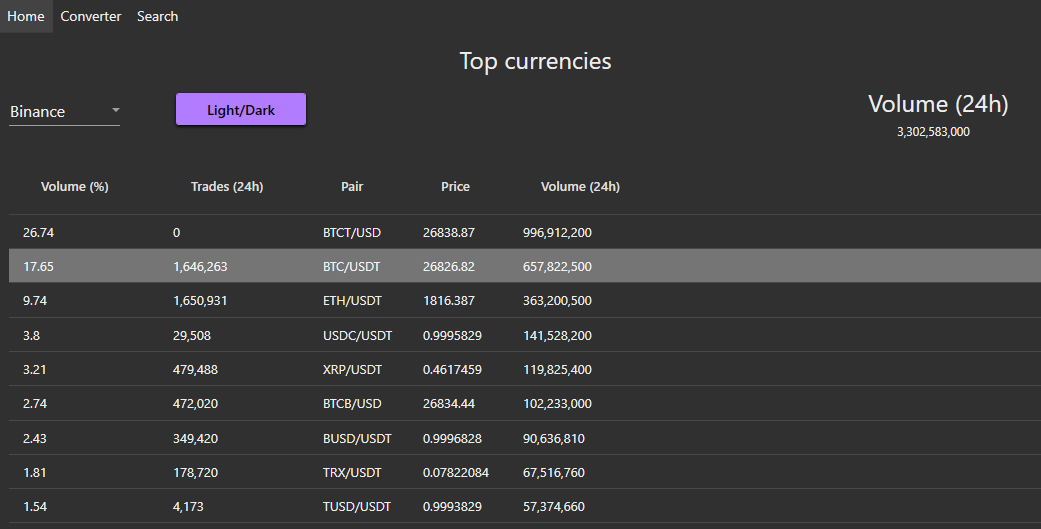 Home Converter Search
Top currencies
Binance Light/Dark Volume (24h)
3,302,583,000
Volume (%) Trades (24h) Pair Price Volume (24h)
26.74 0 BTCT/USD 26838.87 996,912,200
17.65 1,646,263 BTC/USDT 26826.82 657,822,500
9.74 1,650,931 ETH/USDT 1816.387 363,200,500
3.8 29,508 USDC/USDT 0.9995829 141,528,200
3.21 479,488 XRP/USDT 0.4617459 119,825,400
2.74 472,020 BTCB/USD 26834.44 102,233,000
2.43 349,420 BUSD/USDT 0.9996828 90,636,810
1.81 178,720 TRX/USDT 0.07822084 67,516,760
1.54 4,173 TUSD/USDT 0.9993829 57,374,660